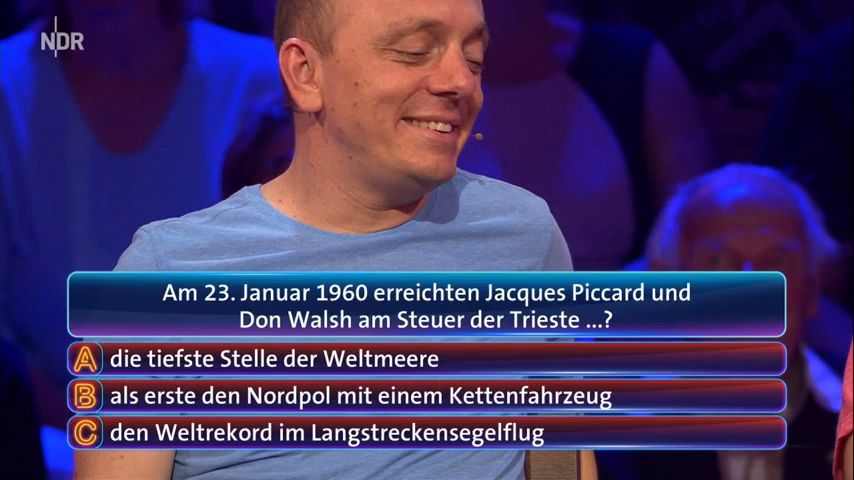 NDR
Am 23. Januar 1960 erreichten Jacques Piccard und
Don Walsh am Steuer der Trieste ...?
A die tiefste Stelle der Weltmeere
B als erste den Nordpol mit einem Kettenfahrzeug
C den Weltrekord im Langstreckensegelflug